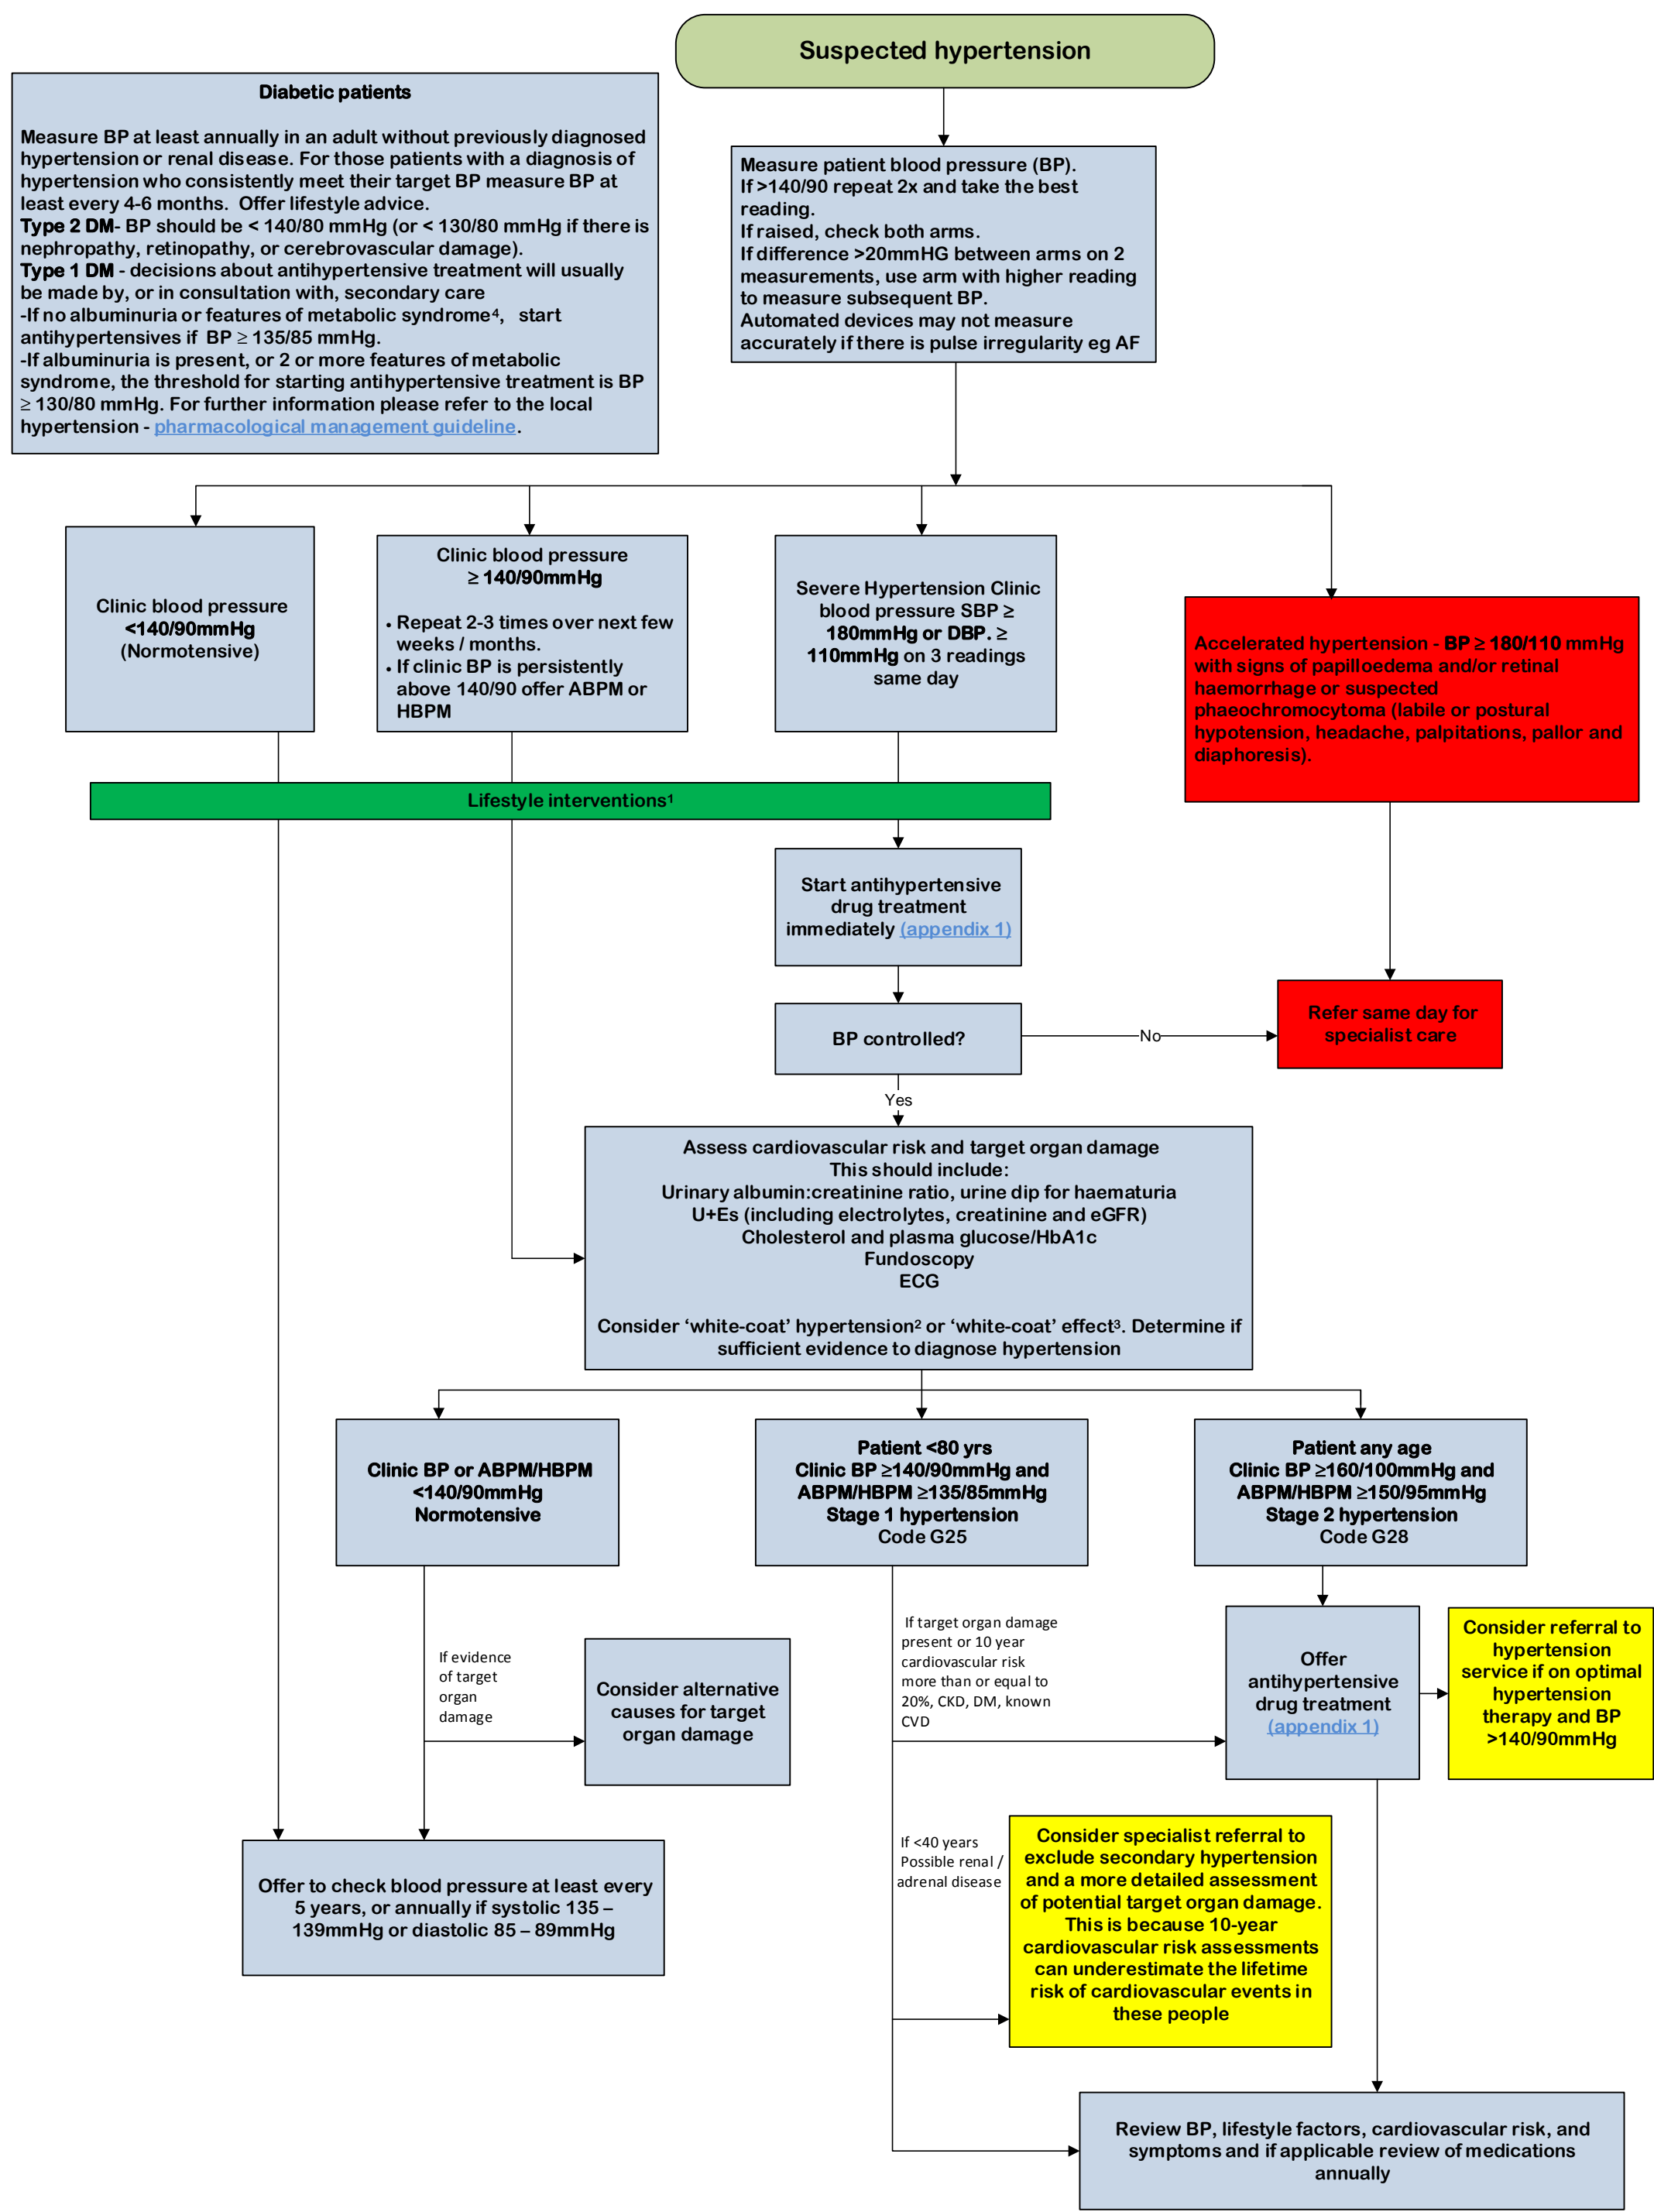 Suspected hypertension
Diabetic patients
Measure BP at least annually in an adult without previously diagnosed
hypertension or renal disease. For those patients with a diagnosis of
hypertension who consistently meet their target BP measure BP at
least every 4-6 months.  Offer lifestyle advice.
Type 2 DM- BP should be < 140/80 mmHg (or < 130/80 mmHg if there is
nephropathy, retinopathy, or cerebrovascular damage).
Type 1 DM - decisions about antihypertensive treatment will usually
be made by, or in consultation with, secondary care
-If no albuminuria or features of metabolic syndrome⁴,   start
antihypertensives if  BP ≥ 135/85 mmHg.
-If albuminuria is present, or 2 or more features of metabolic
syndrome, the threshold for starting antihypertensive treatment is BP
≥ 130/80 mmHg. For further information please refer to the local
hypertension - pharmacological management guideline.
Measure patient blood pressure (BP).
If >140/90 repeat 2x and take the best
reading.
If raised, check both arms.
If difference >20mmHG between arms on 2
measurements, use arm with higher reading
to measure subsequent BP.
Automated devices may not measure
accurately if there is pulse irregularity eg AF
Clinic blood pressure
<140/90mmHg
(Normotensive)
Clinic blood pressure
≥ 140/90mmHg
• Repeat 2-3 times over next few
weeks / months.
• If clinic BP is persistently
above 140/90 offer ABPM or
HBPM
Severe Hypertension Clinic
blood pressure SBP ≥
180mmHg or DBP. ≥
110mmHg on 3 readings
same day
Accelerated hypertension - BP ≥ 180/110 mmHg
with signs of papilloedema and/or retinal
haemorrhage or suspected
phaeochromocytoma (labile or postural
hypotension, headache, palpitations, pallor and
diaphoresis).
Lifestyle interventions¹
Start antihypertensive
drug treatment
immediately (appendix 1)
BP controlled?
No
Refer same day for
specialist care
Yes
Assess cardiovascular risk and target organ damage
This should include:
Urinary albumin:creatinine ratio, urine dip for haematuria
U+Es (including electrolytes, creatinine and eGFR)
Cholesterol and plasma glucose/HbA1c
Fundoscopy
ECG
Consider ‘white-coat’ hypertension² or ‘white-coat’ effect³. Determine if
sufficient evidence to diagnose hypertension
Clinic BP or ABPM/HBPM
<140/90mmHg
Normotensive
Patient <80 yrs
Clinic BP ≥140/90mmHg and
ABPM/HBPM ≥135/85mmHg
Stage 1 hypertension
Code G25
Patient any age
Clinic BP ≥160/100mmHg and
ABPM/HBPM ≥150/95mmHg
Stage 2 hypertension
Code G28
If evidence
of target
organ
damage
Consider alternative
causes for target
organ damage
If target organ damage
present or 10 year
cardiovascular risk
more than or equal to
20%, CKD, DM, known
CVD
Offer
antihypertensive
drug treatment
(appendix 1)
Consider referral to
hypertension
service if on optimal
hypertension
therapy and BP
>140/90mmHg
Offer to check blood pressure at least every
5 years, or annually if systolic 135 –
139mmHg or diastolic 85 – 89mmHg
If <40 years
Possible renal /
adrenal disease
Consider specialist referral to
exclude secondary hypertension
and a more detailed assessment
of potential target organ damage.
This is because 10-year
cardiovascular risk assessments
can underestimate the lifetime
risk of cardiovascular events in
these people
Review BP, lifestyle factors, cardiovascular risk, and
symptoms and if applicable review of medications
annually